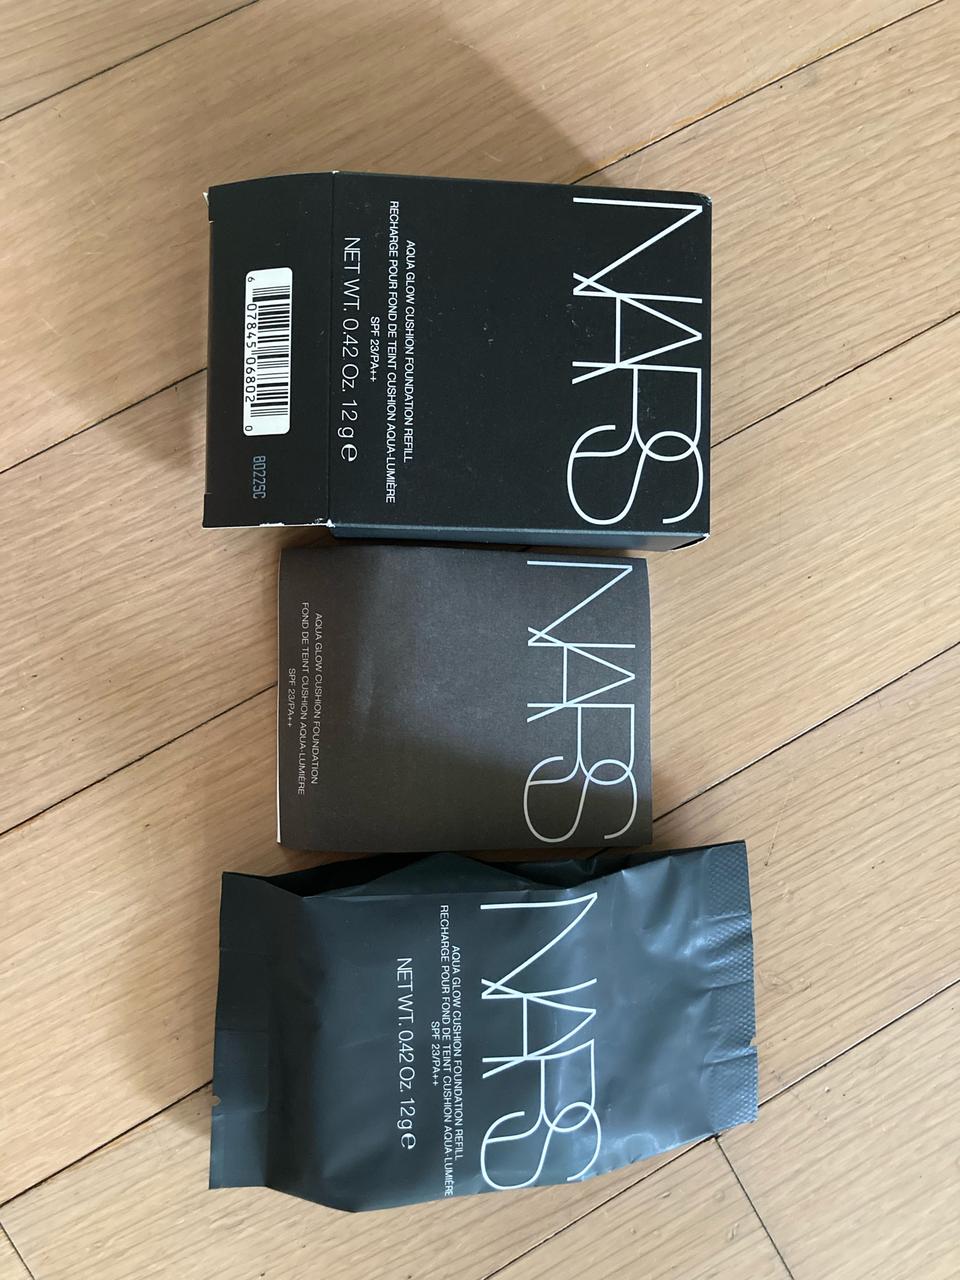 NARS
AQUA GLOW CUSHION FOUNDATION REFILL
RECHARGE POUR FOND DE TEINT CUSHION AQUA-LUMIÈRE
SPF 23/PA++
NET WT. 0.42 Oz. 12 g ℮
6 07845 06802 0
B0225C
NARS
AQUA GLOW CUSHION FOUNDATION
FOND DE TEINT CUSHION AQUA-LUMIÈRE
SPF 23/PA++
NARS
AQUA GLOW CUSHION FOUNDATION REFILL
RECHARGE POUR FOND DE TEINT CUSHION AQUA-LUMIÈRE
SPF 23/PA++
NET WT. 0.42 Oz. 12 g ℮